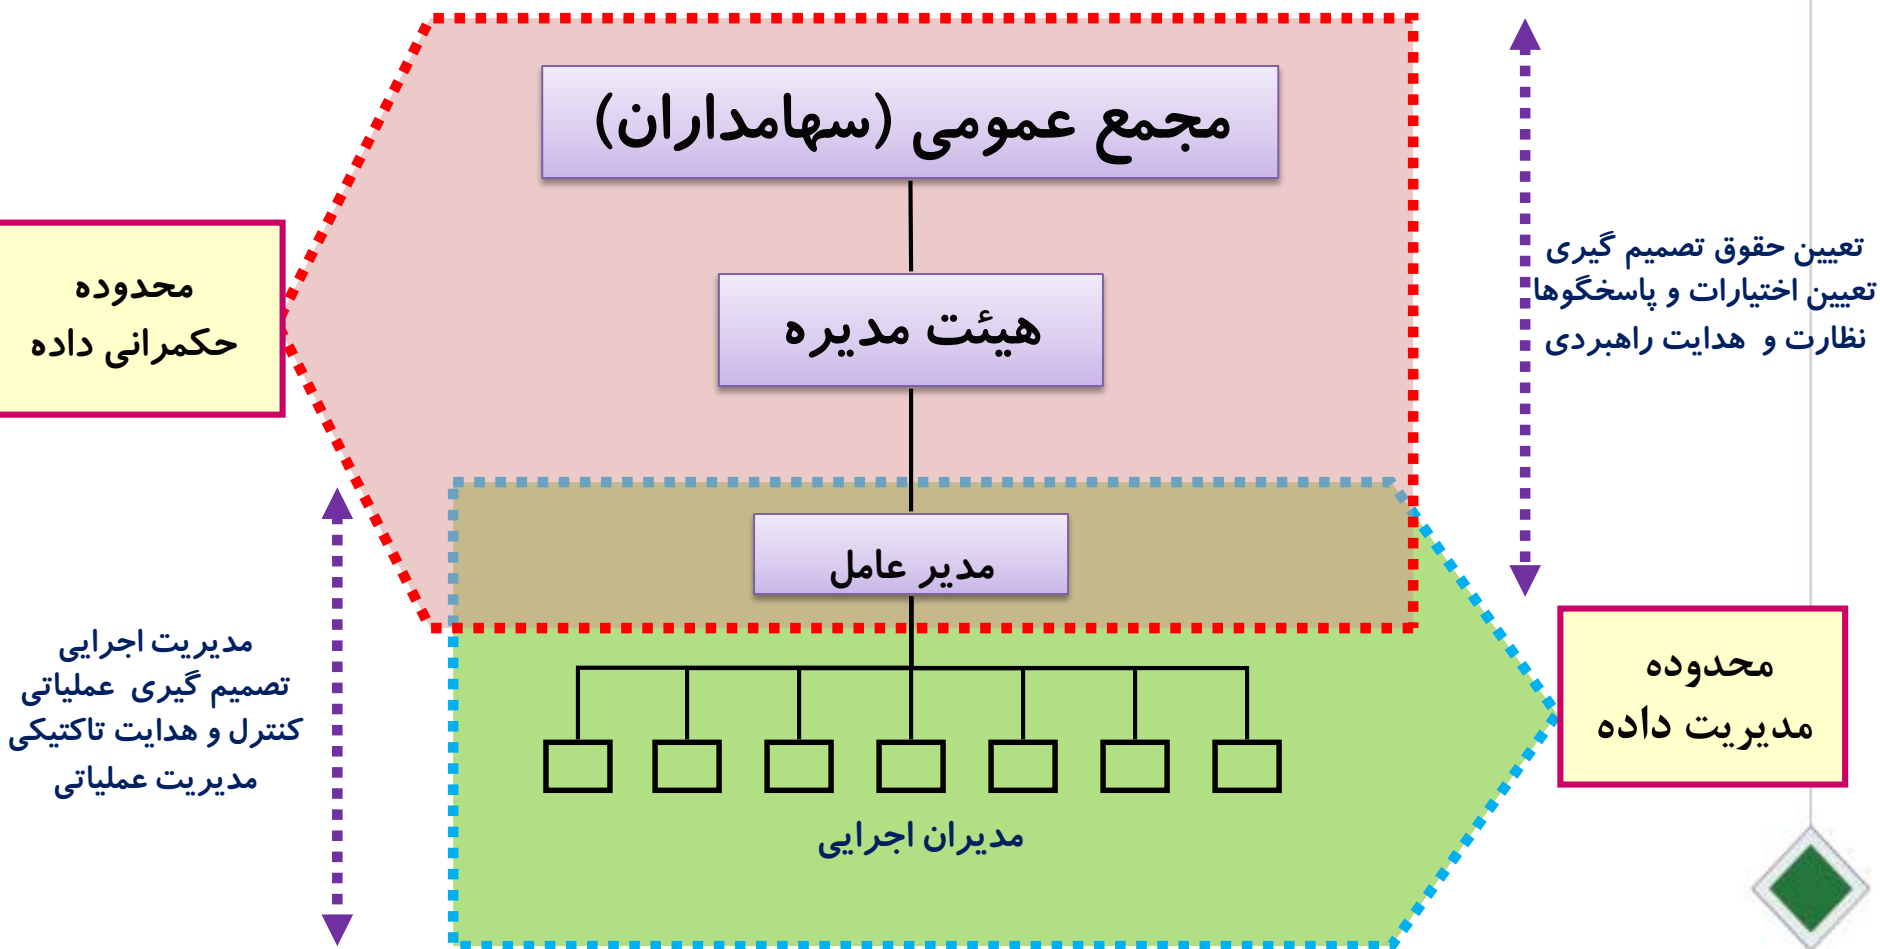 مجمع عمومی (سهامداران)
هیئت مدیره
مدیر عامل
مدیران اجرایی
تعیین حقوق تصمیم گیری
تعیین اختیارات و پاسخگوها
نظارت و هدایت راهبردی
محدوده
حکمرانی داده
محدوده
مدیریت داده
مدیریت اجرایی
تصمیم گیری عملیاتی
کنترل و هدایت تاکتیکی
مدیریت عملیاتی